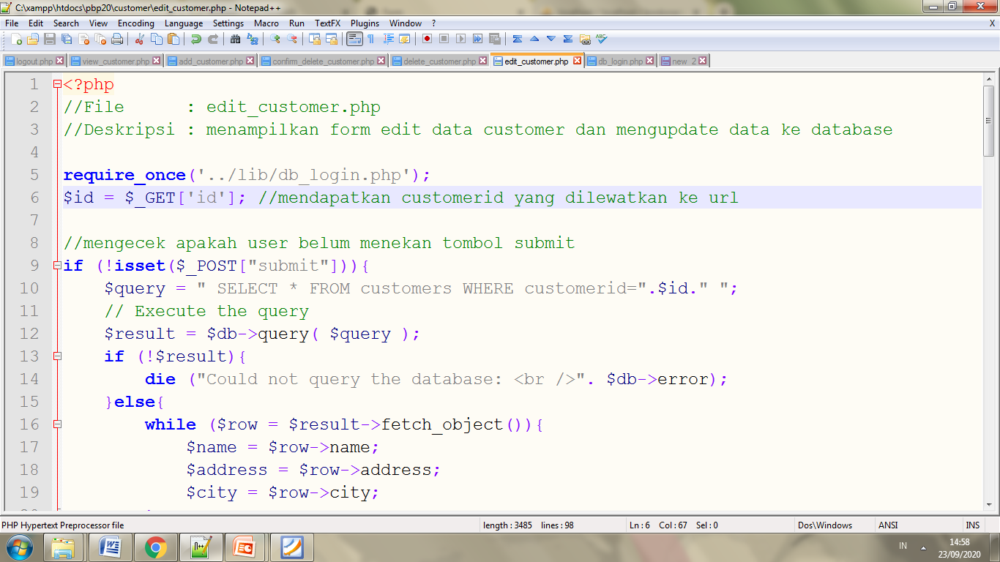 C:\xampp\htdocs\pbp20\customer\edit_customer.php - Notepad++
File Edit Search View Encoding Language Settings Macro Run TextFX Plugins Window ? X
logout.php view_customer.php add_customer.php confirm_delete_customer.php delete_customer.php edit_customer.php db_login.php new 2
1 <?php
2 //File      : edit_customer.php
3 //Deskripsi : menampilkan form edit data customer dan mengupdate data ke database
4
5 require_once('../lib/db_login.php');
6 $id = $_GET['id']; //mendapatkan customerid yang dilewatkan ke url
7
8 //mengecek apakah user belum menekan tombol submit
9 if (!isset($_POST["submit"])){
10     $query = " SELECT * FROM customers WHERE customerid=".$id." ";
11     // Execute the query
12     $result = $db->query( $query );
13     if (!$result){
14         die ("Could not query the database: <br />". $db->error);
15     }else{
16         while ($row = $result->fetch_object()){
17             $name = $row->name;
18             $address = $row->address;
19             $city = $row->city;
PHP Hypertext Preprocessor file length : 3485 lines : 98 Ln : 6 Col : 67 Sel : 0 Dos\Windows ANSI INS
IN 14:58
23/09/2020